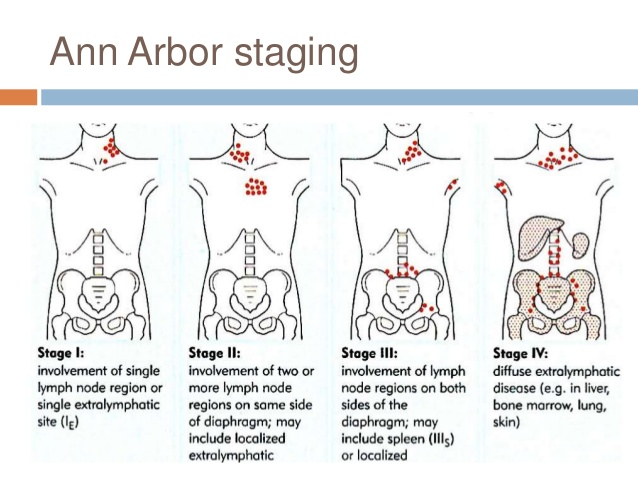 Ann Arbor staging
Stage I:
involvement of single
lymph node region or
single extralymphatic
site (IE)
Stage II:
involvement of two or
more lymph node
regions on same side
of diaphragm; may
include localized
extralymphatic
Stage III:
involvement of lymph
node regions on both
sides of the
diaphragm; may
include spleen (IIIS)
or localized
Stage IV:
diffuse extralymphatic
disease (e.g. in liver,
bone marrow, lung,
skin)